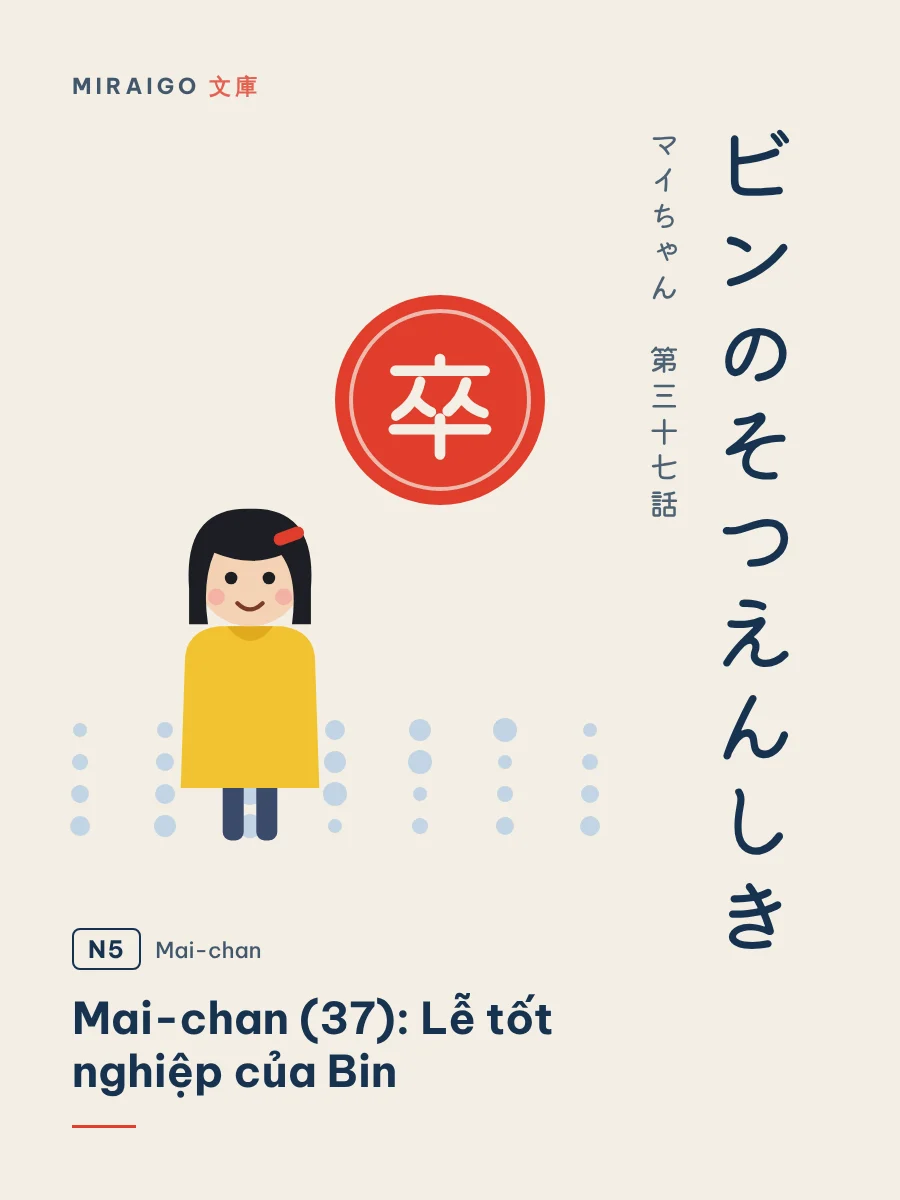 MIRAIGO 文庫
ビンのそつえんしき
マイちゃん 第三十七話
卒
N5 Mai-chan
Mai-chan (37): Lễ tốt
nghiệp của Bin